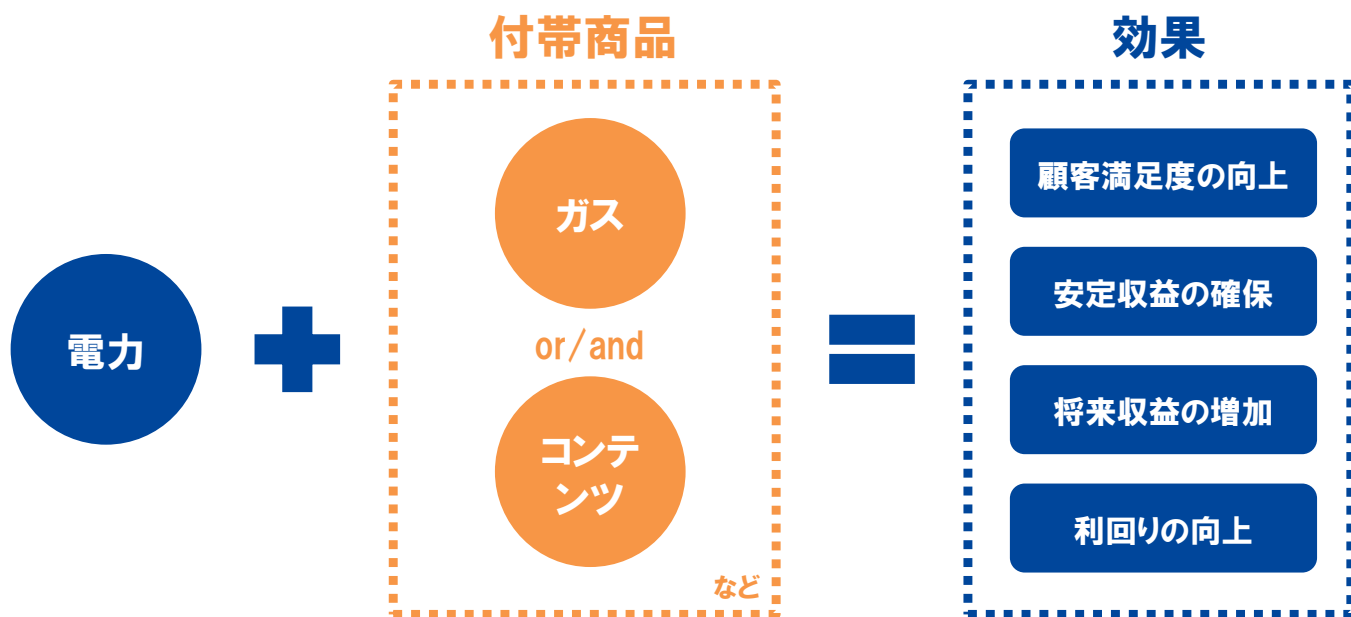 付帯商品
効果
電力
ガス
or/and
コンテ
ンツ
など
顧客満足度の向上
安定収益の確保
将来収益の増加
利回りの向上